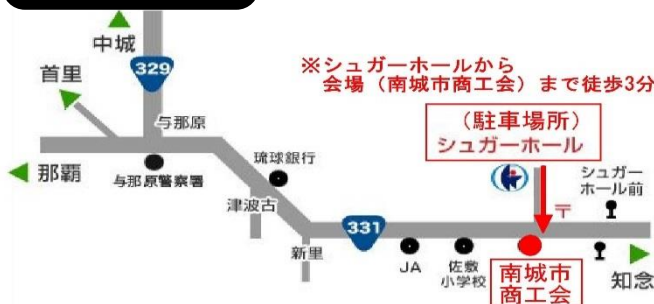 中城
329
首里
※シュガーホールから
会場（南城市商工会）まで徒歩3分
与那原
（駐車場所）
シュガーホール
那覇
与那原警察署
琉球銀行
シュガー
ホール前
津波古
〒
331
新里
JA
佐敷
小学校
南城市
商工会
知念